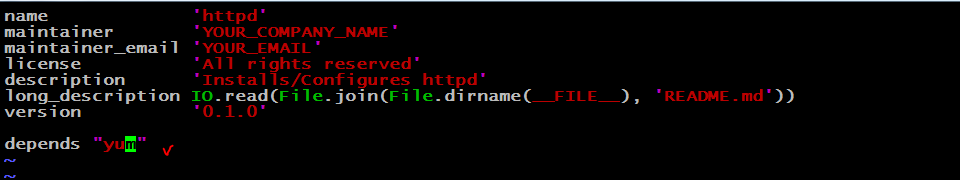 name             'httpd'
maintainer       'YOUR_COMPANY_NAME'
maintainer_email 'YOUR_EMAIL'
license          'All rights reserved'
description      'Installs/Configures httpd'
long_description IO.read(File.join(File.dirname(__FILE__), 'README.md'))
version          '0.1.0'
depends "yum"
~
~